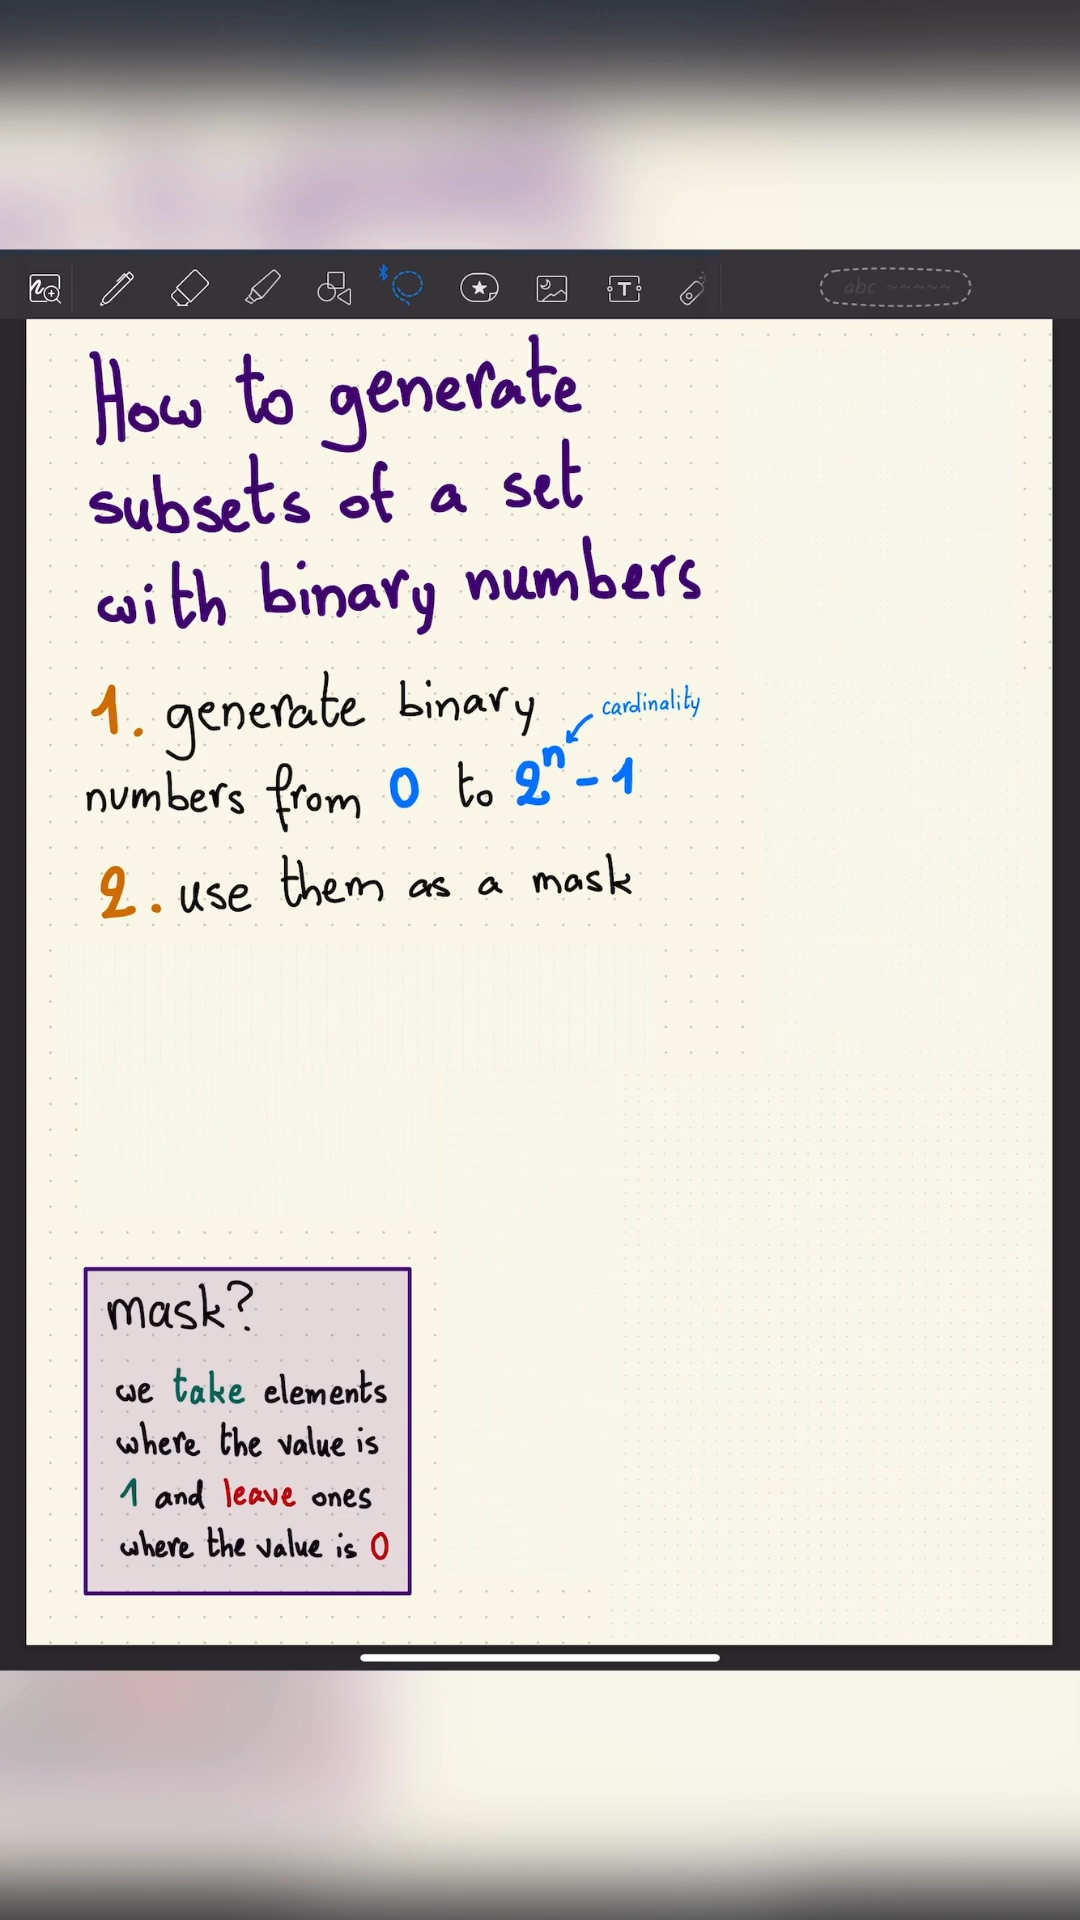 abc
How to generate
subsets of a set
with binary numbers
1. generate binary
cardinality
numbers from 0 to 2ⁿ - 1
2. use them as a mask
mask?
we take elements
where the value is
1 and leave ones
where the value is 0